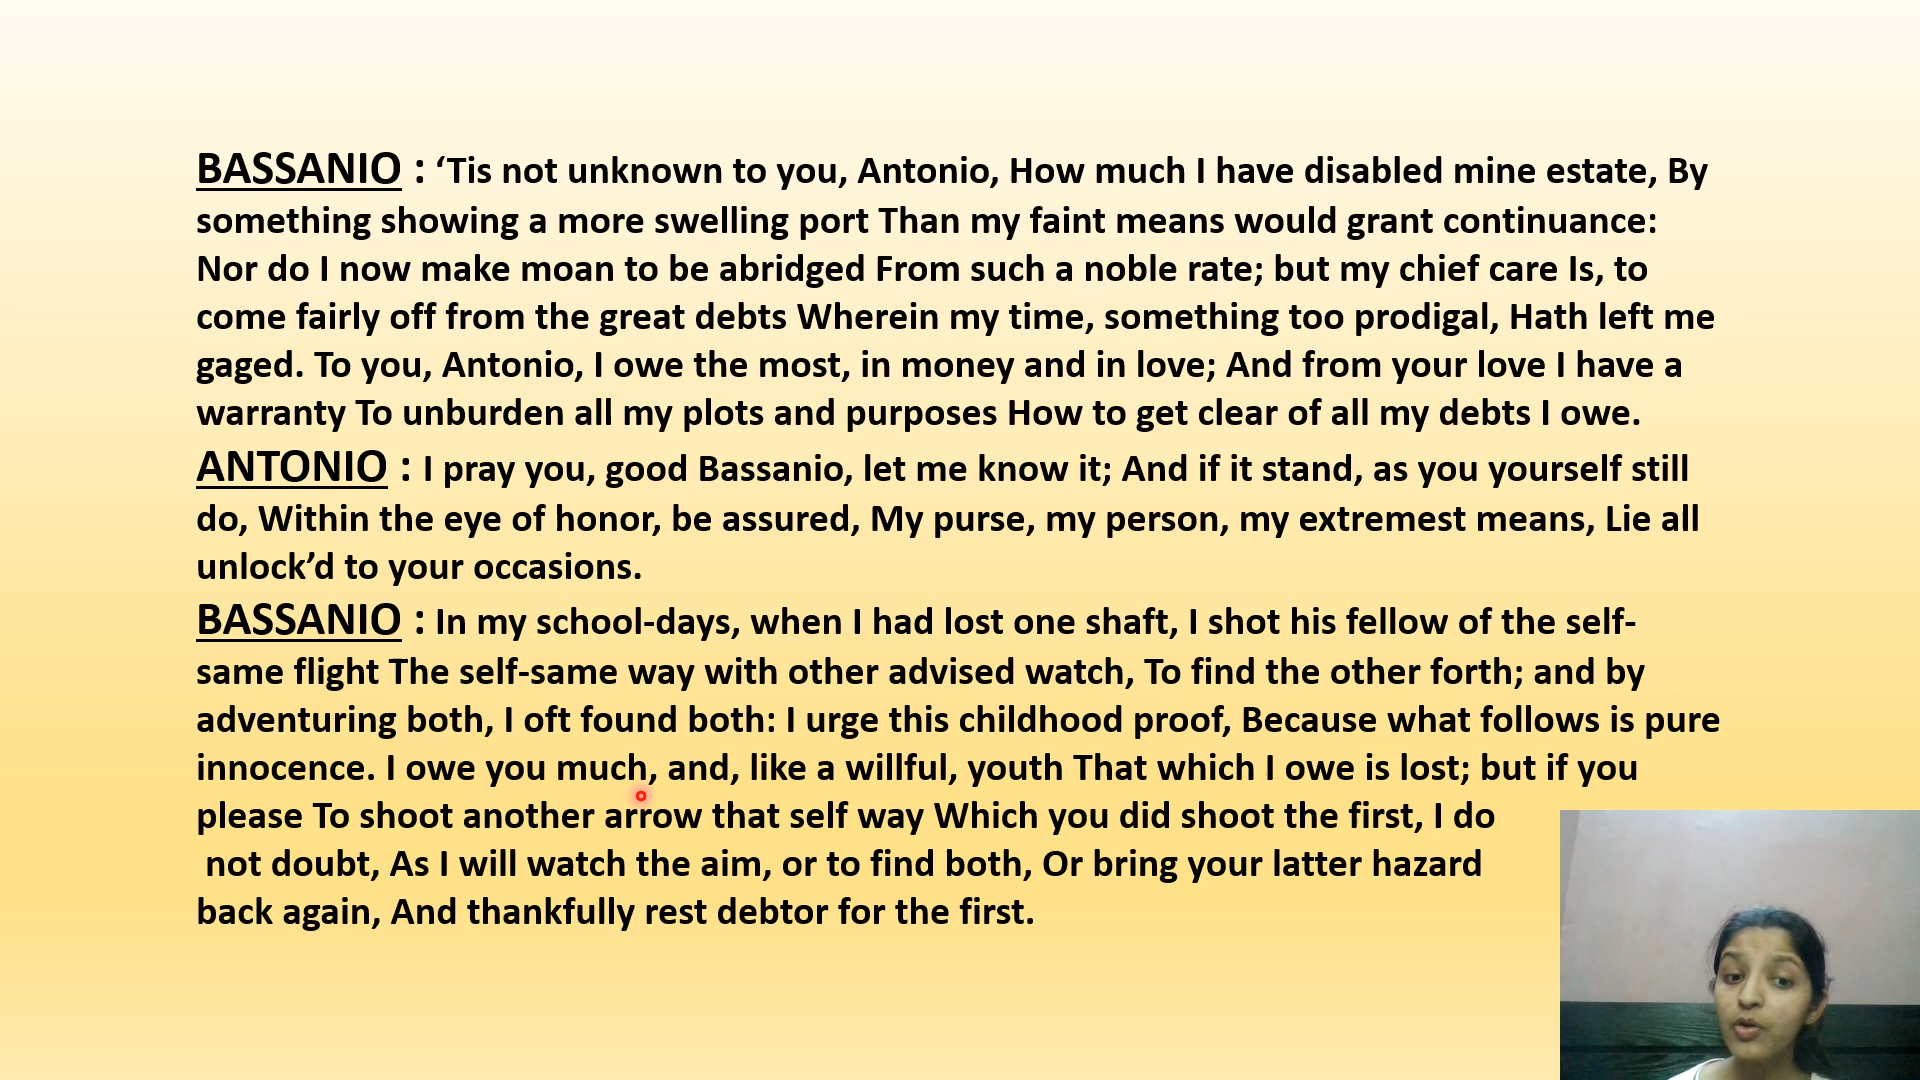 BASSANIO : ‘Tis not unknown to you, Antonio, How much I have disabled mine estate, By
something showing a more swelling port Than my faint means would grant continuance:
Nor do I now make moan to be abridged From such a noble rate; but my chief care Is, to
come fairly off from the great debts Wherein my time, something too prodigal, Hath left me
gaged. To you, Antonio, I owe the most, in money and in love; And from your love I have a
warranty To unburden all my plots and purposes How to get clear of all my debts I owe.
ANTONIO : I pray you, good Bassanio, let me know it; And if it stand, as you yourself still
do, Within the eye of honor, be assured, My purse, my person, my extremest means, Lie all
unlock’d to your occasions.
BASSANIO : In my school-days, when I had lost one shaft, I shot his fellow of the self-
same flight The self-same way with other advised watch, To find the other forth; and by
adventuring both, I oft found both: I urge this childhood proof, Because what follows is pure
innocence. I owe you much, and, like a willful, youth That which I owe is lost; but if you
please To shoot another arrow that self way Which you did shoot the first, I do
not doubt, As I will watch the aim, or to find both, Or bring your latter hazard
back again, And thankfully rest debtor for the first.